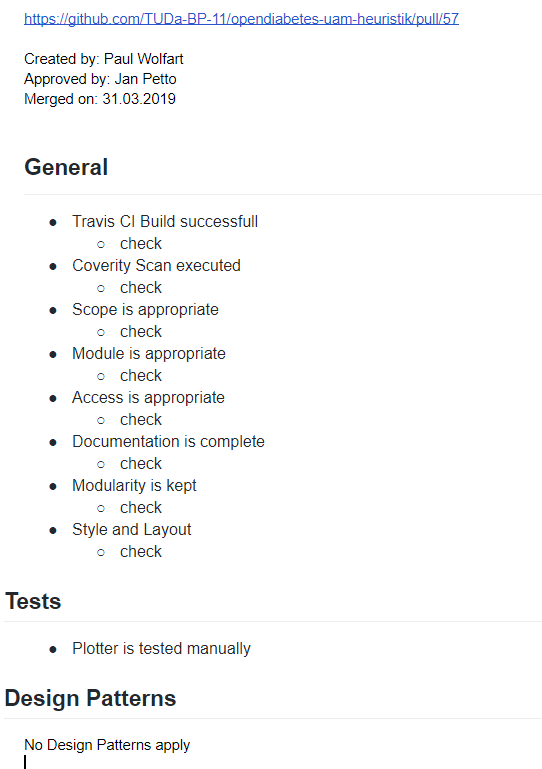 https://github.com/TUDa-BP-11/opendiabetes-uam-heuristik/pull/57
Created by: Paul Wolfart
Approved by: Jan Petto
Merged on: 31.03.2019
General
● Travis CI Build successfull
○ check
● Coverity Scan executed
○ check
● Scope is appropriate
○ check
● Module is appropriate
○ check
● Access is appropriate
○ check
● Documentation is complete
○ check
● Modularity is kept
○ check
● Style and Layout
○ check
Tests
● Plotter is tested manually
Design Patterns
No Design Patterns apply